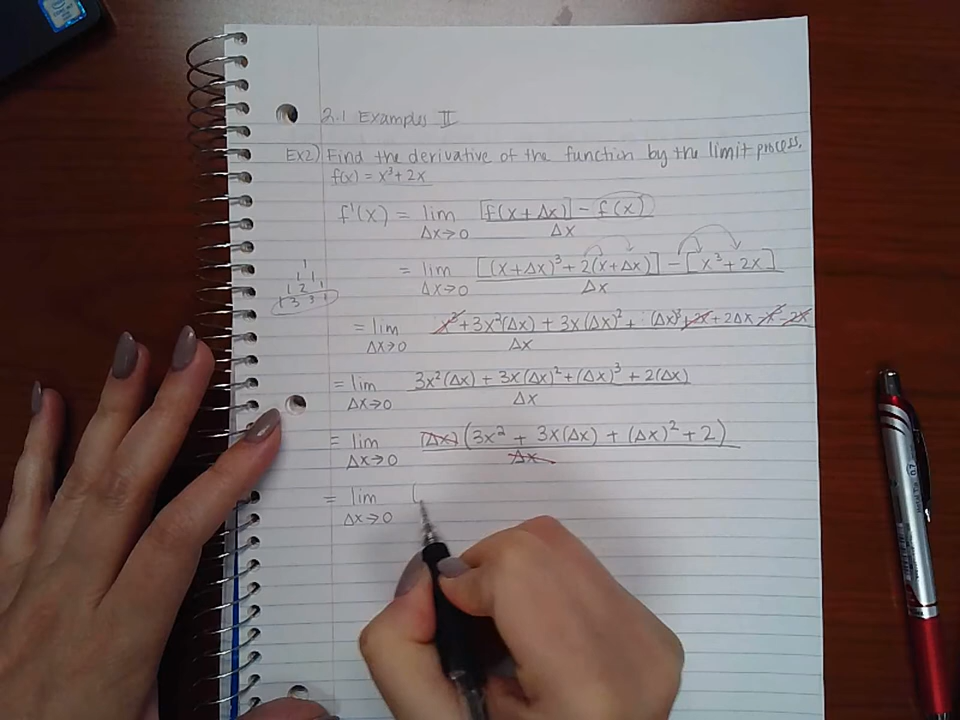 2.1 Examples II
Ex2) Find the derivative of the function by the limit process.
f(x) = x³+2x
f'(x) = lim [f(x+Δx)] - f(x)
Δx→0 Δx
= lim [(x+Δx)³+2(x+Δx)] - [x³+2x]
Δx→0 Δx
1
1 1
1 2 1
1 3 3 1
= lim x³+3x²(Δx) + 3x(Δx)² + (Δx)³+2x+2Δx-x³-2x
Δx→0 Δx
= lim 3x²(Δx) + 3x(Δx)²+(Δx)³ + 2(Δx)
Δx→0 Δx
= lim (Δx)(3x² + 3x(Δx) + (Δx)² + 2)
Δx→0 Δx
= lim (
Δx→0